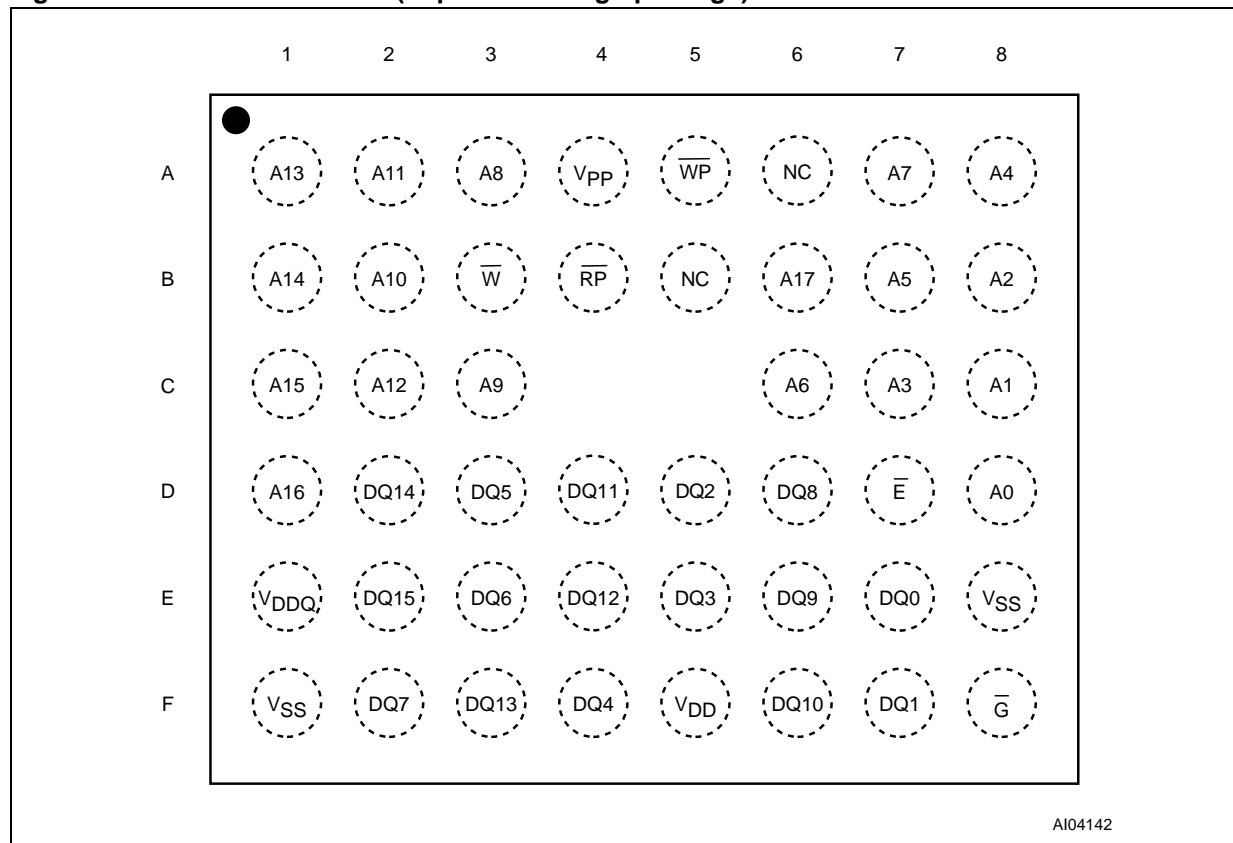 1 2 3 4 5 6 7 8
A A13 A11 A8 VPP W̅P̅ NC A7 A4
B A14 A10 W̅ R̅P̅ NC A17 A5 A2
C A15 A12 A9 A6 A3 A1
D A16 DQ14 DQ5 DQ11 DQ2 DQ8 E̅ A0
E VDDQ DQ15 DQ6 DQ12 DQ3 DQ9 DQ0 VSS
F VSS DQ7 DQ13 DQ4 VDD DQ10 DQ1 G̅
AI04142